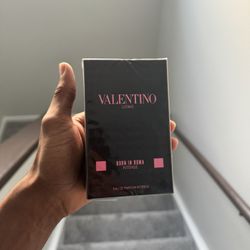 VALENTINO
UOMO
BORN IN ROMA
INTENSE
EAU DE PARFUM INTENSE